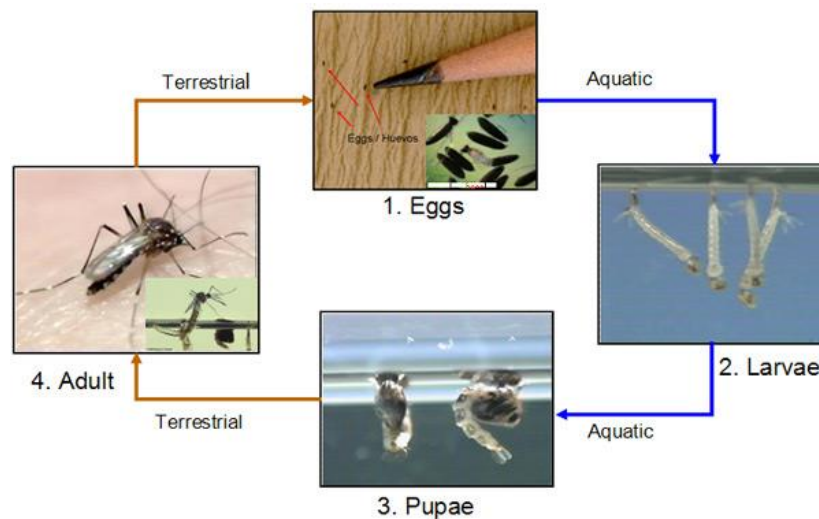 Terrestrial
Aquatic
Eggs / Huevos
1. Eggs
2. Larvae
4. Adult
Terrestrial
Aquatic
3. Pupae